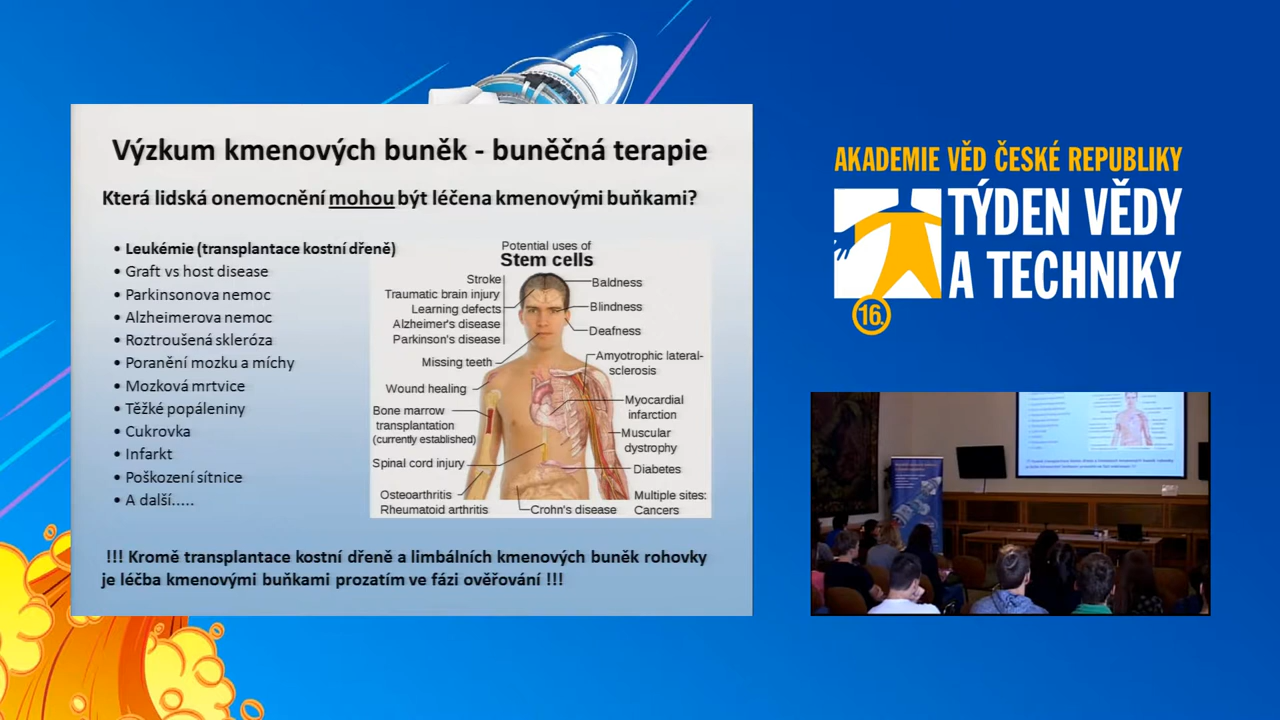 Výzkum kmenových buněk - buněčná terapie
Která lidská onemocnění mohou být léčena kmenovými buňkami?
• Leukémie (transplantace kostní dřeně)
• Graft vs host disease
• Parkinsonova nemoc
• Alzheimerova nemoc
• Roztroušená skleróza
• Poranění mozku a míchy
• Mozková mrtvice
• Těžké popáleniny
• Cukrovka
• Infarkt
• Poškození sítnice
• A další.....
Potential uses of
Stem cells
Stroke
Traumatic brain injury
Learning defects
Alzheimer's disease
Parkinson's disease
Missing teeth
Wound healing
Bone marrow
transplantation
(currently established)
Spinal cord injury
Osteoarthritis
Rheumatoid arthritis
Baldness
Blindness
Deafness
Amyotrophic lateral-
sclerosis
Myocardial
infarction
Muscular
dystrophy
Diabetes
Crohn's disease
Multiple sites:
Cancers
!!! Kromě transplantace kostní dřeně a limbálních kmenových buněk rohovky
je léčba kmenovými buňkami prozatím ve fázi ověřování !!!
AKADEMIE VĚD ČESKÉ REPUBLIKY
TÝDEN VĚDY
A TECHNIKY
16.